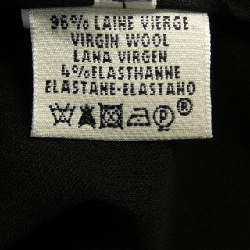 96% LAINE VIERGE
VIRGIN WOOL
LANA VIRGEN
4% ELASTHANNE
ELASTANE-ELASTANO
P ®